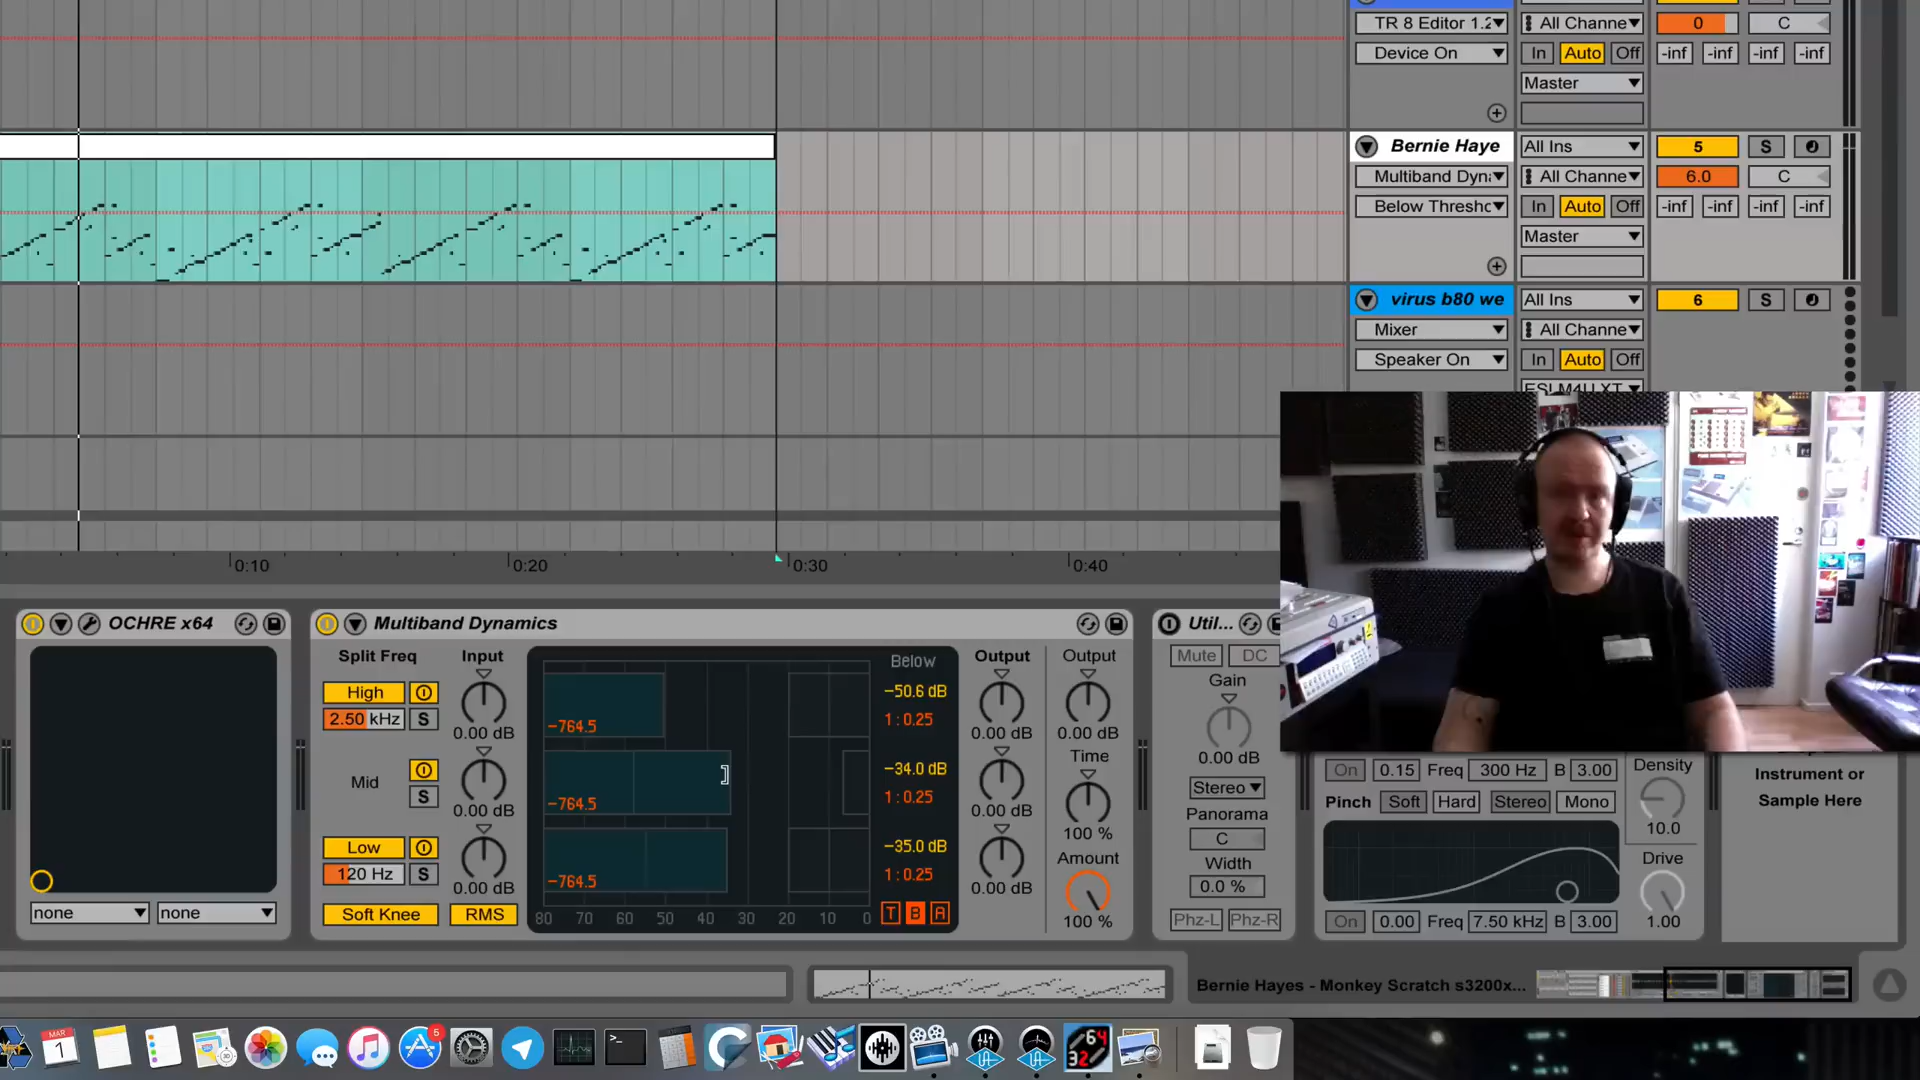 TR 8 Editor 1.2 All Channe 0 C
Device On In Auto Off -inf -inf -inf -inf
Master
Bernie Haye All Ins 5 S
Multiband Dyna All Channe 6.0 C
Below Thresho In Auto Off -inf -inf -inf -inf
Master
virus b80 we All Ins 6 S
Mixer All Channe
Speaker On In Auto Off
0:10 0:20 0:30 0:40
OCHRE x64
none none
Multiband Dynamics
Split Freq Input Below Output Output
High -50.6 dB
2.50 kHz S 0.00 dB -764.5 1 : 0.25 0.00 dB 0.00 dB
Time
Mid -34.0 dB
S 0.00 dB -764.5 1 : 0.25 0.00 dB 100 %
Low -35.0 dB Amount
120 Hz S 0.00 dB -764.5 1 : 0.25 0.00 dB
Soft Knee RMS 80 70 60 50 40 30 20 10 0 T B A 100 %
Util...
Mute DC
Gain
0.00 dB
Stereo
Panorama
C
Width
0.0 %
Phz-L Phz-R
On 0.15 Freq 300 Hz B 3.00 Density
Pinch Soft Hard Stereo Mono 10.0
Drive
On 0.00 Freq 7.50 kHz B 3.00 1.00
Instrument or
Sample Here
Bernie Hayes - Monkey Scratch s3200x...
MAR
1
5
64
32